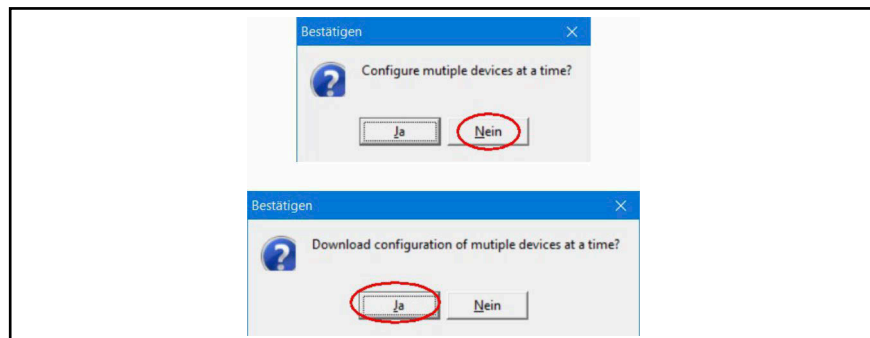 Bestätigen
Configure mutiple devices at a time?
Ja Nein
Bestätigen
Download configuration of mutiple devices at a time?
Ja Nein